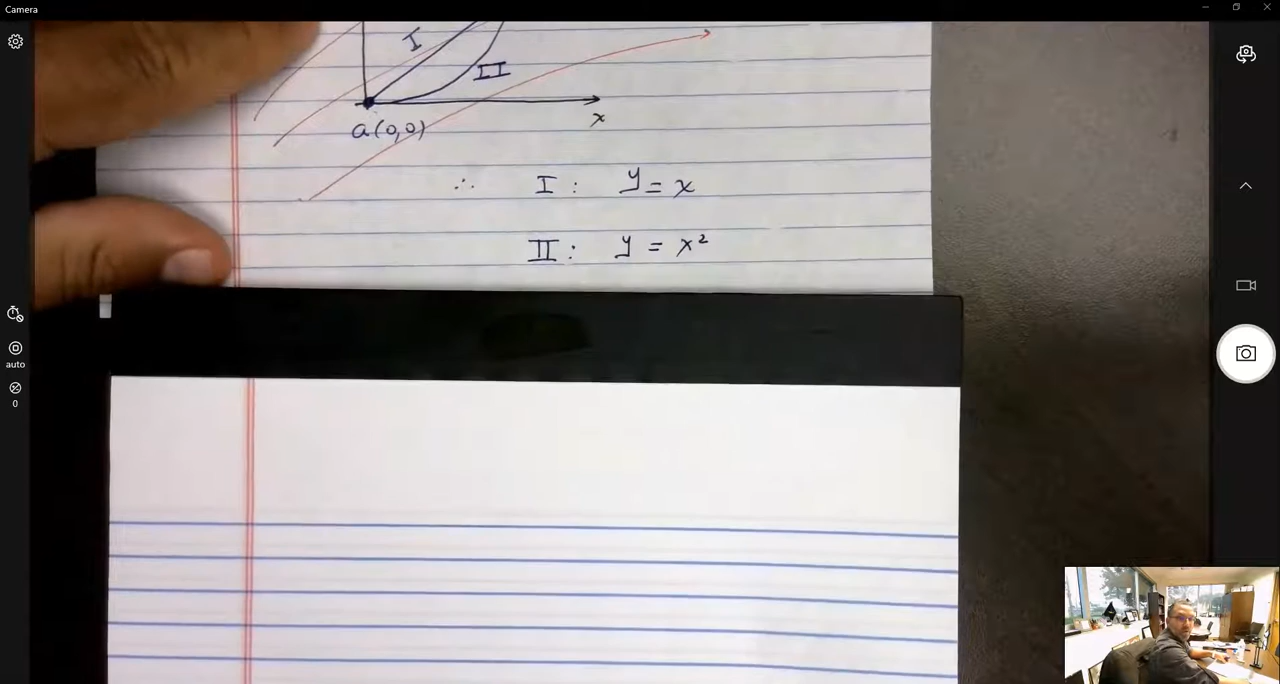 Camera
I
II
a(0,0)
x
∴ I : y = x
II : y = x²
auto
0